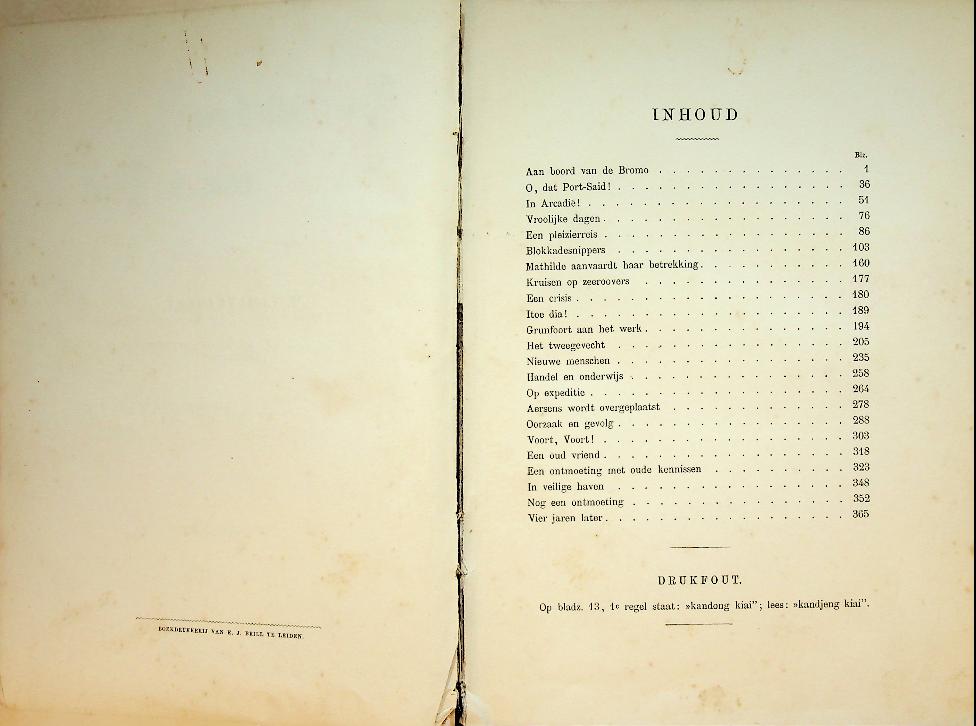 BOEKDRUKKERIJ VAN E. J. BRILL TE LEIDEN.
INHOUD
Blz.
Aan boord van de Bromo . . . . . . . . . . . . . . 1
O, dat Port-Said! . . . . . . . . . . . . . . . . . 36
In Arcadië! . . . . . . . . . . . . . . . . . . . 51
Vroolijke dagen . . . . . . . . . . . . . . . . . . 76
Een pleizierreis . . . . . . . . . . . . . . . . . . 86
Blokkadesnippers . . . . . . . . . . . . . . . . . 103
Mathilde aanvaardt haar betrekking . . . . . . . . . . . 160
Kruisen op zeeroovers . . . . . . . . . . . . . . . 177
Een crisis . . . . . . . . . . . . . . . . . . . . 180
Itoe dia! . . . . . . . . . . . . . . . . . . . . 189
Grunfoort aan het werk . . . . . . . . . . . . . . . 194
Het tweegevecht . . . . . . . . . . . . . . . . . 205
Nieuwe menschen . . . . . . . . . . . . . . . . . 235
Handel en onderwijs . . . . . . . . . . . . . . . . 258
Op expeditie . . . . . . . . . . . . . . . . . . . 264
Aersens wordt overgeplaatst . . . . . . . . . . . . . 278
Oorzaak en gevolg . . . . . . . . . . . . . . . . . 288
Voort, Voort! . . . . . . . . . . . . . . . . . . 303
Een oud vriend . . . . . . . . . . . . . . . . . . 318
Een ontmoeting met oude kennissen . . . . . . . . . . 323
In veilige haven . . . . . . . . . . . . . . . . . 348
Nog een ontmoeting . . . . . . . . . . . . . . . . 352
Vier jaren later . . . . . . . . . . . . . . . . . . 365
DRUKFOUT.
Op bladz. 13, 1e regel staat: »kandong kiai"; lees: »kandjeng kiai".